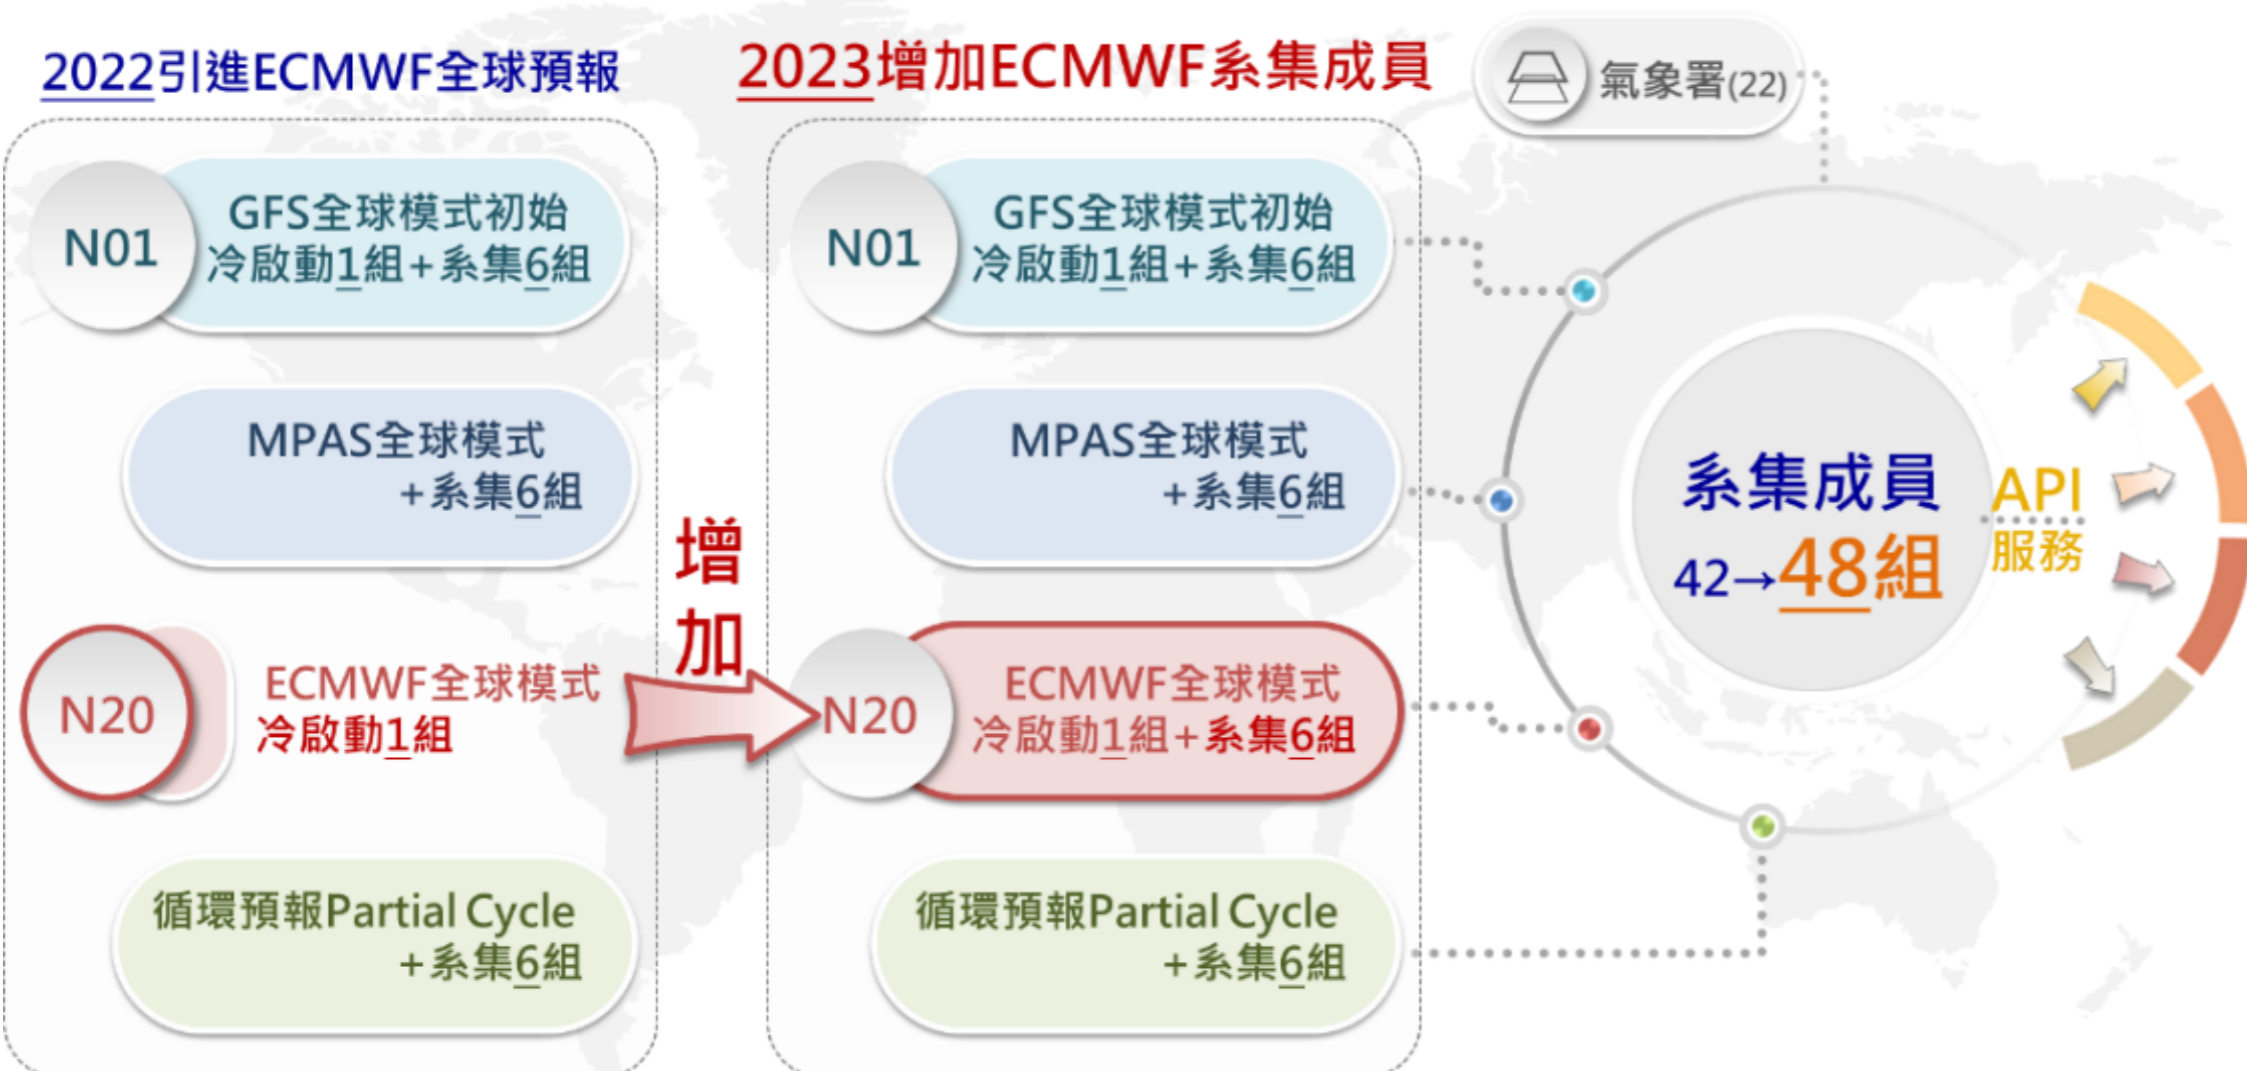 2022引進ECMWF全球預報
N01
GFS全球模式初始
冷啟動1組+系集6組
MPAS全球模式
+系集6組
N20
ECMWF全球模式
冷啟動1組
循環預報Partial Cycle
+系集6組
增
加
2023增加ECMWF系集成員
N01
GFS全球模式初始
冷啟動1組+系集6組
MPAS全球模式
+系集6組
N20
ECMWF全球模式
冷啟動1組+系集6組
循環預報Partial Cycle
+系集6組
氣象署(22)
系集成員
42→48組
API
服務